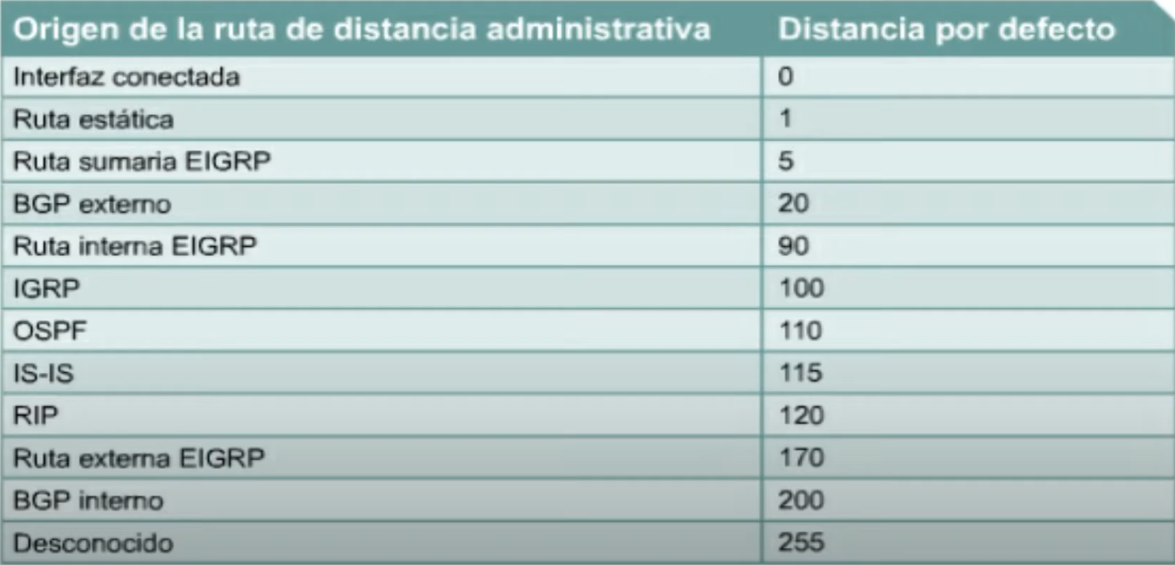 Origen de la ruta de distancia administrativa Distancia por defecto
Interfaz conectada 0
Ruta estática 1
Ruta sumaria EIGRP 5
BGP externo 20
Ruta interna EIGRP 90
IGRP 100
OSPF 110
IS-IS 115
RIP 120
Ruta externa EIGRP 170
BGP interno 200
Desconocido 255